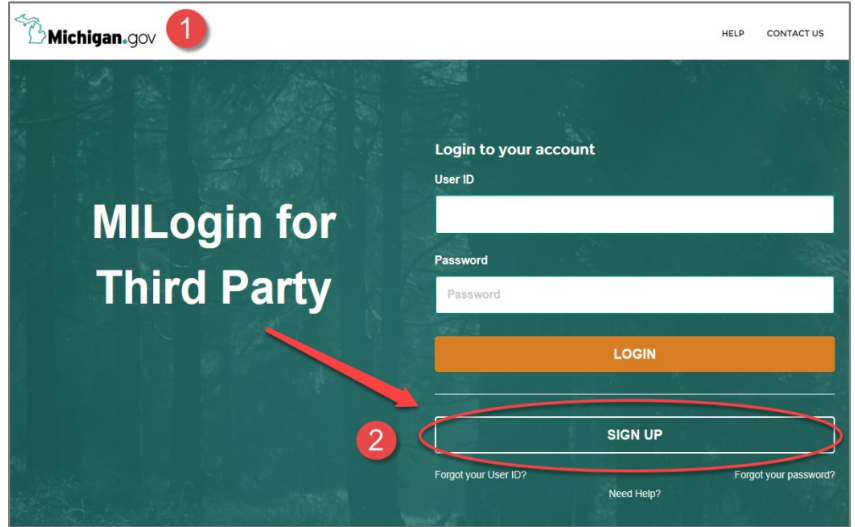 Michigan.gov
1
HELP CONTACT US
Login to your account
User ID
MILogin for
Third Party
Password
Password
LOGIN
2
SIGN UP
Forgot your User ID?
Forgot your password?
Need Help?